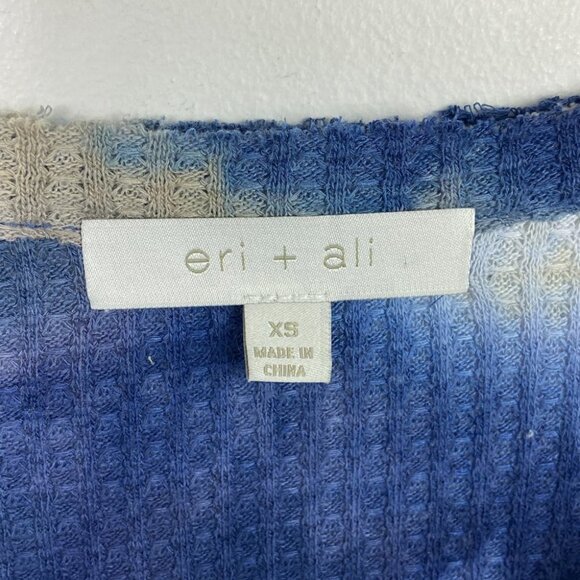 eri + ali
XS
MADE IN
CHINA